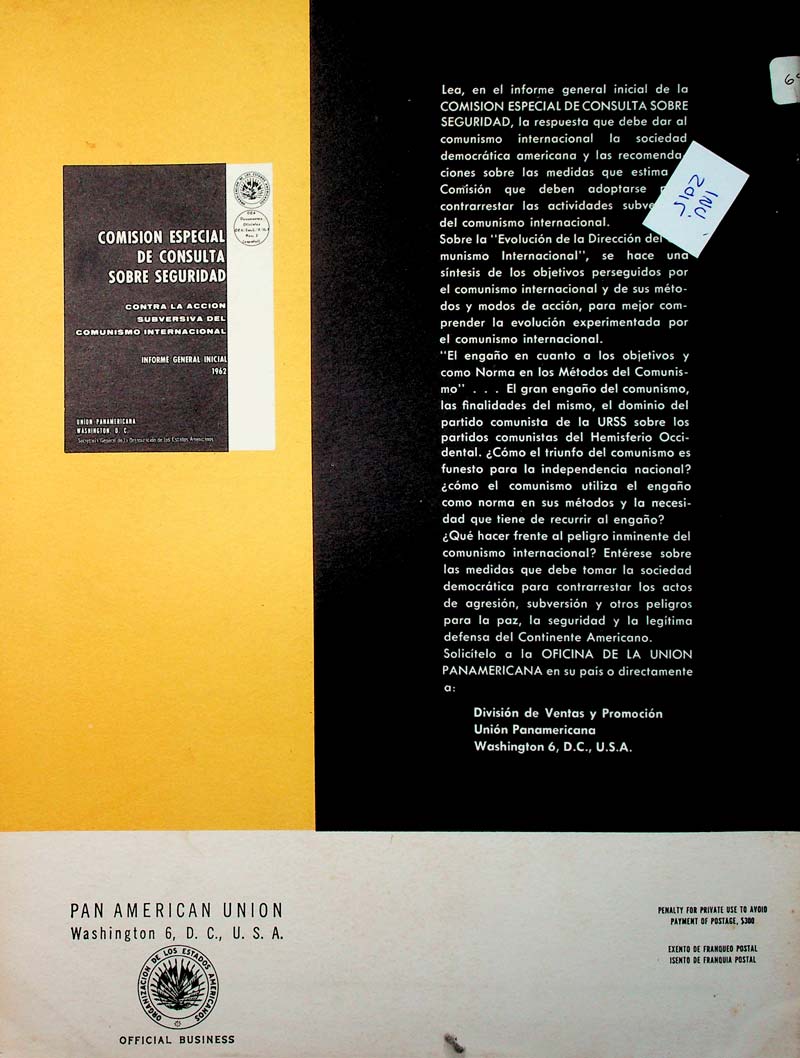 COMISION ESPECIAL
DE CONSULTA
SOBRE SEGURIDAD
CONTRA LA ACCION
SUBVERSIVA DEL
COMUNISMO INTERNACIONAL
INFORME GENERAL INICIAL
1962
UNION PANAMERICANA
WASHINGTON D. C.
Secretaría General de la Organización de los Estados Americanos
Lea, en el informe general inicial de la
COMISION ESPECIAL DE CONSULTA SOBRE
SEGURIDAD, la respuesta que debe dar al
comunismo internacional la sociedad
democrática americana y las recomenda-
ciones sobre las medidas que estima
Comisión que deben adoptarse
contrarrestar las actividades
del comunismo internacional.
Sobre la "Evolución de la Dirección del
munismo Internacional", se hace una
síntesis de los objetivos perseguidos por
el comunismo internacional y de sus méto-
dos y modos de acción, para mejor com-
prender la evolución experimentada por
el comunismo internacional.
"El engaño en cuanto a los objetivos y
como Norma en los Métodos del Comunis-
mo" . . . El gran engaño del comunismo,
las finalidades del mismo, el dominio del
partido comunista de la URSS sobre los
partidos comunistas del Hemisferio Occi-
dental. ¿Cómo el triunfo del comunismo es
funesto para la independencia nacional?
¿cómo el comunismo utiliza el engaño
como norma en sus métodos y la necesi-
dad que tiene de recurrir al engaño?
¿Qué hacer frente al peligro inminente del
comunismo internacional? Entérese sobre
las medidas que debe tomar la sociedad
democrática para contrarrestar los actos
de agresión, subversión y otros peligros
para la paz, la seguridad y la legítima
defensa del Continente Americano.
Solicítelo a la OFICINA DE LA UNION
PANAMERICANA en su país o directamente
a:
División de Ventas y Promoción
Unión Panamericana
Washington 6, D.C., U.S.A.
PAN AMERICAN UNION
Washington 6, D. C., U. S. A.
ORGANIZACION DE LOS ESTADOS AMERICANOS
OFFICIAL BUSINESS
PENALTY FOR PRIVATE USE TO AVOID
PAYMENT OF POSTAGE, $300
EXENTO DE FRANQUEO POSTAL
ISENTO DE FRANQUIA POSTAL